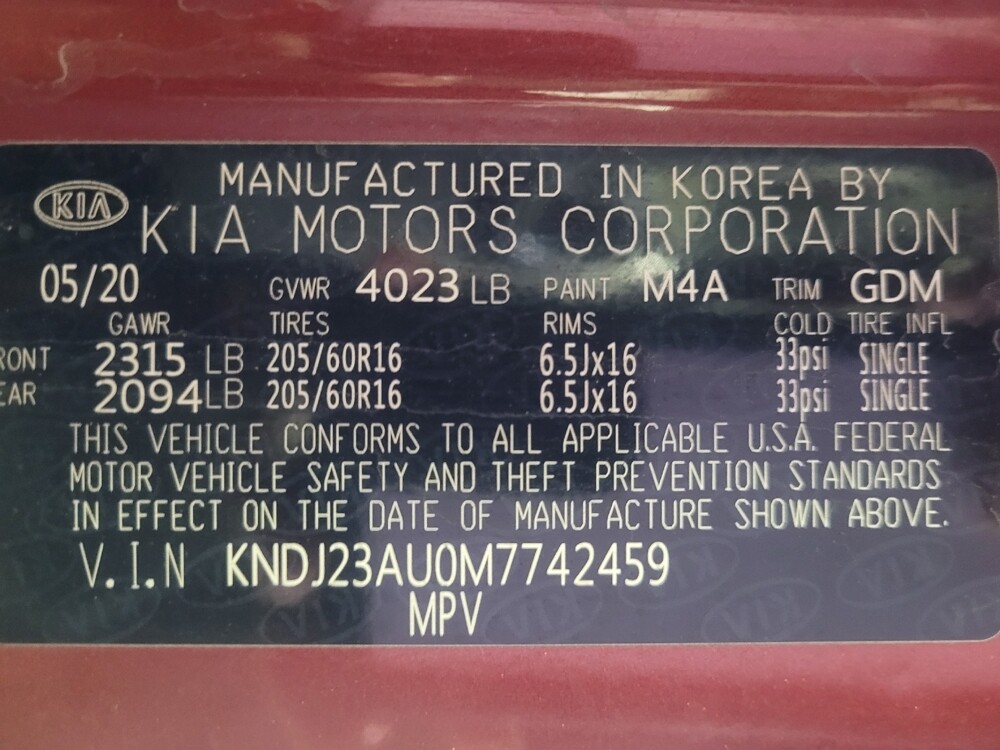 MANUFACTURED IN KOREA BY
KIA KIA MOTORS CORPORATION
05/20 GVWR 4023 LB PAINT M4A TRIM GDM
GAWR TIRES RIMS COLD TIRE INFL
RONT 2315 LB 205/60R16 6.5Jx16 33psi SINGLE
EAR 2094 LB 205/60R16 6.5Jx16 33psi SINGLE
THIS VEHICLE CONFORMS TO ALL APPLICABLE U.S.A. FEDERAL
MOTOR VEHICLE SAFETY AND THEFT PREVENTION STANDARDS
IN EFFECT ON THE DATE OF MANUFACTURE SHOWN ABOVE.
V.I.N KNDJ23AU0M7742459
MPV